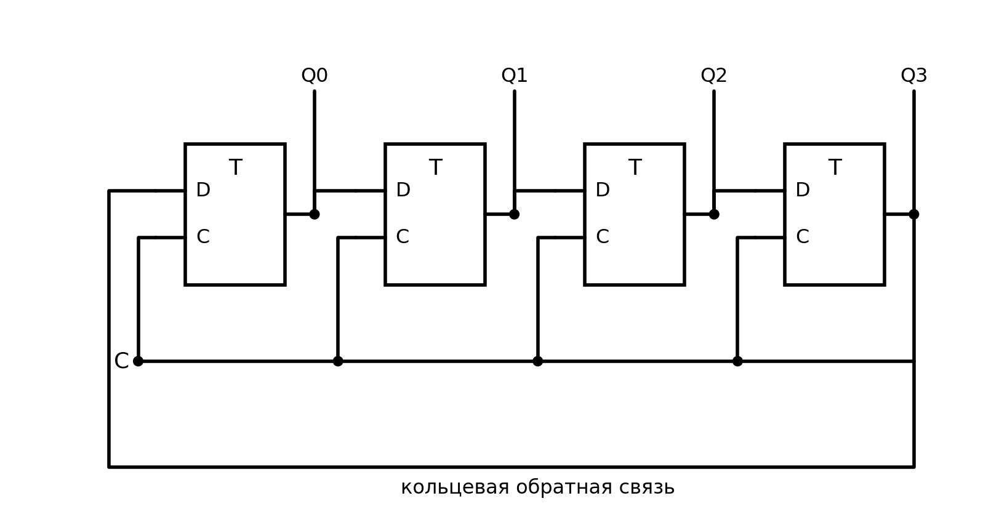 Q0 Q1 Q2 Q3
T T T T
D D D D
C C C C
C
кольцевая обратная связь